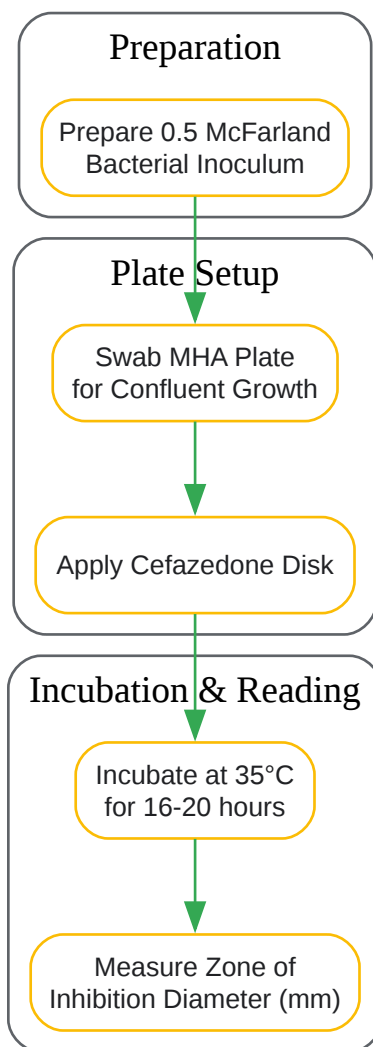 Preparation
Prepare 0.5 McFarland
Bacterial Inoculum
Plate Setup
Swab MHA Plate
for Confluent Growth
Apply Cefazedone Disk
Incubation & Reading
Incubate at 35°C
for 16-20 hours
Measure Zone of
Inhibition Diameter (mm)